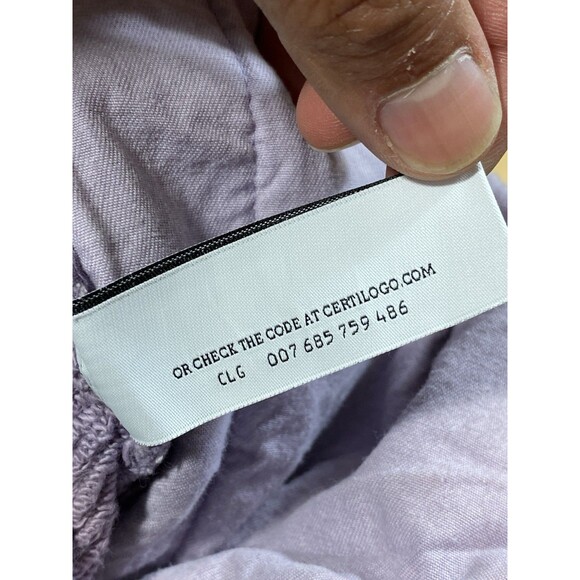 OR CHECK THE CODE AT CERTILOGO.COM
CLG 007 685 759 486